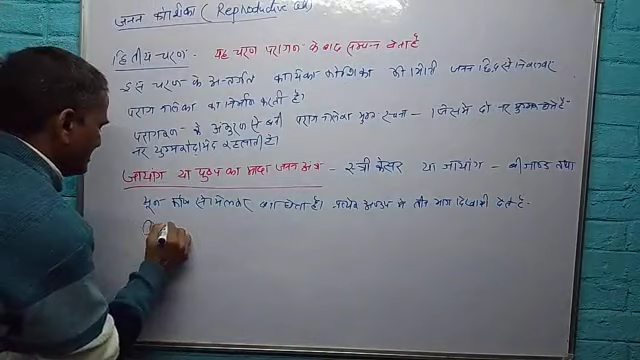 जनन कोशिका (Reproductive cell)
द्वितीय चरण - यह चरण परागण के बाद सम्पन्न होता है
इस चरण के अन्तर्गत कायिक कोशिका की जनन छिद्र से निकलकर
पराग नलिका का निर्माण करती है।
परागकण के अंकुरण से बनी पराग नलिका युक्त रचना - जिसमें दो नर युग्मक होते है-
नर युग्मकोद्भिद कहलाती है।
जायांग या पुष्प का मादा जनन अंग - स्त्री केसर या जायांग - बीजाण्ड तथा
से मिलकर बना होता है। प्रत्येक अण्डप में तीन भाग दिखायी देते है-